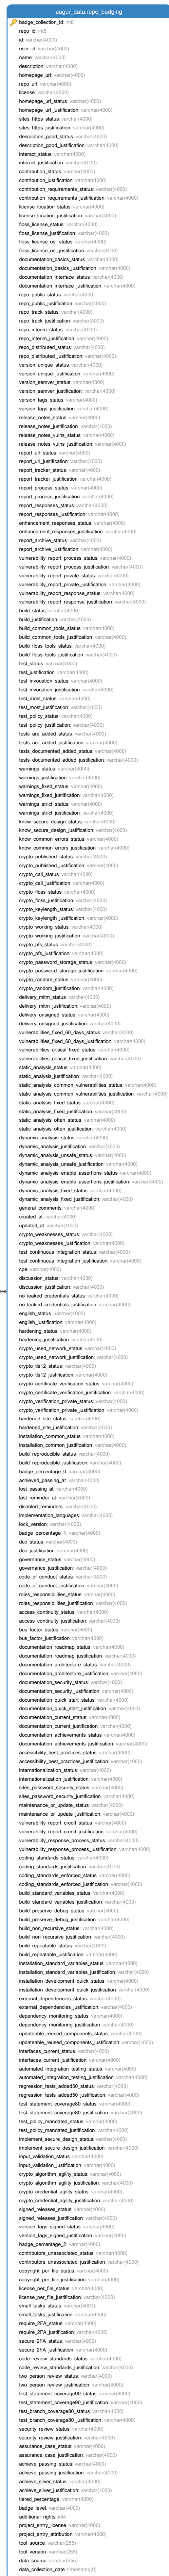 augur_data.repo_badging
badge_collection_id int8
repo_id int8
id varchar(4000)
user_id varchar(4000)
name varchar(4000)
description varchar(4000)
homepage_url varchar(4000)
repo_url varchar(4000)
license varchar(4000)
homepage_url_status varchar(4000)
homepage_url_justification varchar(4000)
sites_https_status varchar(4000)
sites_https_justification varchar(4000)
description_good_status varchar(4000)
description_good_justification varchar(4000)
interact_status varchar(4000)
interact_justification varchar(4000)
contribution_status varchar(4000)
contribution_justification varchar(4000)
contribution_requirements_status varchar(4000)
contribution_requirements_justification varchar(4000)
license_location_status varchar(4000)
license_location_justification varchar(4000)
floss_license_status varchar(4000)
floss_license_justification varchar(4000)
floss_license_osi_status varchar(4000)
floss_license_osi_justification varchar(4000)
documentation_basics_status varchar(4000)
documentation_basics_justification varchar(4000)
documentation_interface_status varchar(4000)
documentation_interface_justification varchar(4000)
repo_public_status varchar(4000)
repo_public_justification varchar(4000)
repo_track_status varchar(4000)
repo_track_justification varchar(4000)
repo_interim_status varchar(4000)
repo_interim_justification varchar(4000)
repo_distributed_status varchar(4000)
repo_distributed_justification varchar(4000)
version_unique_status varchar(4000)
version_unique_justification varchar(4000)
version_semver_status varchar(4000)
version_semver_justification varchar(4000)
version_tags_status varchar(4000)
version_tags_justification varchar(4000)
release_notes_status varchar(4000)
release_notes_justification varchar(4000)
release_notes_vulns_status varchar(4000)
release_notes_vulns_justification varchar(4000)
report_url_status varchar(4000)
report_url_justification varchar(4000)
report_tracker_status varchar(4000)
report_tracker_justification varchar(4000)
report_process_status varchar(4000)
report_process_justification varchar(4000)
report_responses_status varchar(4000)
report_responses_justification varchar(4000)
enhancement_responses_status varchar(4000)
enhancement_responses_justification varchar(4000)
report_archive_status varchar(4000)
report_archive_justification varchar(4000)
vulnerability_report_process_status varchar(4000)
vulnerability_report_process_justification varchar(4000)
vulnerability_report_private_status varchar(4000)
vulnerability_report_private_justification varchar(4000)
vulnerability_report_response_status varchar(4000)
vulnerability_report_response_justification varchar(4000)
build_status varchar(4000)
build_justification varchar(4000)
build_common_tools_status varchar(4000)
build_common_tools_justification varchar(4000)
build_floss_tools_status varchar(4000)
build_floss_tools_justification varchar(4000)
test_status varchar(4000)
test_justification varchar(4000)
test_invocation_status varchar(4000)
test_invocation_justification varchar(4000)
test_most_status varchar(4000)
test_most_justification varchar(4000)
test_policy_status varchar(4000)
test_policy_justification varchar(4000)
tests_are_added_status varchar(4000)
tests_are_added_justification varchar(4000)
tests_documented_added_status varchar(4000)
tests_documented_added_justification varchar(4000)
warnings_status varchar(4000)
warnings_justification varchar(4000)
warnings_fixed_status varchar(4000)
warnings_fixed_justification varchar(4000)
warnings_strict_status varchar(4000)
warnings_strict_justification varchar(4000)
know_secure_design_status varchar(4000)
know_secure_design_justification varchar(4000)
know_common_errors_status varchar(4000)
know_common_errors_justification varchar(4000)
crypto_published_status varchar(4000)
crypto_published_justification varchar(4000)
crypto_call_status varchar(4000)
crypto_call_justification varchar(4000)
crypto_floss_status varchar(4000)
crypto_floss_justification varchar(4000)
crypto_keylength_status varchar(4000)
crypto_keylength_justification varchar(4000)
crypto_working_status varchar(4000)
crypto_working_justification varchar(4000)
crypto_pfs_status varchar(4000)
crypto_pfs_justification varchar(4000)
crypto_password_storage_status varchar(4000)
crypto_password_storage_justification varchar(4000)
crypto_random_status varchar(4000)
crypto_random_justification varchar(4000)
delivery_mitm_status varchar(4000)
delivery_mitm_justification varchar(4000)
delivery_unsigned_status varchar(4000)
delivery_unsigned_justification varchar(4000)
vulnerabilities_fixed_60_days_status varchar(4000)
vulnerabilities_fixed_60_days_justification varchar(4000)
vulnerabilities_critical_fixed_status varchar(4000)
vulnerabilities_critical_fixed_justification varchar(4000)
static_analysis_status varchar(4000)
static_analysis_justification varchar(4000)
static_analysis_common_vulnerabilities_status varchar(4000)
static_analysis_common_vulnerabilities_justification varchar(4000)
static_analysis_fixed_status varchar(4000)
static_analysis_fixed_justification varchar(4000)
static_analysis_often_status varchar(4000)
static_analysis_often_justification varchar(4000)
dynamic_analysis_status varchar(4000)
dynamic_analysis_justification varchar(4000)
dynamic_analysis_unsafe_status varchar(4000)
dynamic_analysis_unsafe_justification varchar(4000)
dynamic_analysis_enable_assertions_status varchar(4000)
dynamic_analysis_enable_assertions_justification varchar(4000)
dynamic_analysis_fixed_status varchar(4000)
dynamic_analysis_fixed_justification varchar(4000)
general_comments varchar(4000)
created_at varchar(4000)
updated_at varchar(4000)
crypto_weaknesses_status varchar(4000)
crypto_weaknesses_justification varchar(4000)
test_continuous_integration_status varchar(4000)
test_continuous_integration_justification varchar(4000)
cpe varchar(4000)
discussion_status varchar(4000)
discussion_justification varchar(4000)
no_leaked_credentials_status varchar(4000)
no_leaked_credentials_justification varchar(4000)
english_status varchar(4000)
english_justification varchar(4000)
hardening_status varchar(4000)
hardening_justification varchar(4000)
crypto_used_network_status varchar(4000)
crypto_used_network_justification varchar(4000)
crypto_tls12_status varchar(4000)
crypto_tls12_justification varchar(4000)
crypto_certificate_verification_status varchar(4000)
crypto_certificate_verification_justification varchar(4000)
crypto_verification_private_status varchar(4000)
crypto_verification_private_justification varchar(4000)
hardened_site_status varchar(4000)
hardened_site_justification varchar(4000)
installation_common_status varchar(4000)
installation_common_justification varchar(4000)
build_reproducible_status varchar(4000)
build_reproducible_justification varchar(4000)
badge_percentage_0 varchar(4000)
achieved_passing_at varchar(4000)
lost_passing_at varchar(4000)
last_reminder_at varchar(4000)
disabled_reminders varchar(4000)
implementation_languages varchar(4000)
lock_version varchar(4000)
badge_percentage_1 varchar(4000)
dco_status varchar(4000)
dco_justification varchar(4000)
governance_status varchar(4000)
governance_justification varchar(4000)
code_of_conduct_status varchar(4000)
code_of_conduct_justification varchar(4000)
roles_responsibilities_status varchar(4000)
roles_responsibilities_justification varchar(4000)
access_continuity_status varchar(4000)
access_continuity_justification varchar(4000)
bus_factor_status varchar(4000)
bus_factor_justification varchar(4000)
documentation_roadmap_status varchar(4000)
documentation_roadmap_justification varchar(4000)
documentation_architecture_status varchar(4000)
documentation_architecture_justification varchar(4000)
documentation_security_status varchar(4000)
documentation_security_justification varchar(4000)
documentation_quick_start_status varchar(4000)
documentation_quick_start_justification varchar(4000)
documentation_current_status varchar(4000)
documentation_current_justification varchar(4000)
documentation_achievements_status varchar(4000)
documentation_achievements_justification varchar(4000)
accessibility_best_practices_status varchar(4000)
accessibility_best_practices_justification varchar(4000)
internationalization_status varchar(4000)
internationalization_justification varchar(4000)
sites_password_security_status varchar(4000)
sites_password_security_justification varchar(4000)
maintenance_or_update_status varchar(4000)
maintenance_or_update_justification varchar(4000)
vulnerability_report_credit_status varchar(4000)
vulnerability_report_credit_justification varchar(4000)
vulnerability_response_process_status varchar(4000)
vulnerability_response_process_justification varchar(4000)
coding_standards_status varchar(4000)
coding_standards_justification varchar(4000)
coding_standards_enforced_status varchar(4000)
coding_standards_enforced_justification varchar(4000)
build_standard_variables_status varchar(4000)
build_standard_variables_justification varchar(4000)
build_preserve_debug_status varchar(4000)
build_preserve_debug_justification varchar(4000)
build_non_recursive_status varchar(4000)
build_non_recursive_justification varchar(4000)
build_repeatable_status varchar(4000)
build_repeatable_justification varchar(4000)
installation_standard_variables_status varchar(4000)
installation_standard_variables_justification varchar(4000)
installation_development_quick_status varchar(4000)
installation_development_quick_justification varchar(4000)
external_dependencies_status varchar(4000)
external_dependencies_justification varchar(4000)
dependency_monitoring_status varchar(4000)
dependency_monitoring_justification varchar(4000)
updateable_reused_components_status varchar(4000)
updateable_reused_components_justification varchar(4000)
interfaces_current_status varchar(4000)
interfaces_current_justification varchar(4000)
automated_integration_testing_status varchar(4000)
automated_integration_testing_justification varchar(4000)
regression_tests_added50_status varchar(4000)
regression_tests_added50_justification varchar(4000)
test_statement_coverage80_status varchar(4000)
test_statement_coverage80_justification varchar(4000)
test_policy_mandated_status varchar(4000)
test_policy_mandated_justification varchar(4000)
implement_secure_design_status varchar(4000)
implement_secure_design_justification varchar(4000)
input_validation_status varchar(4000)
input_validation_justification varchar(4000)
crypto_algorithm_agility_status varchar(4000)
crypto_algorithm_agility_justification varchar(4000)
crypto_credential_agility_status varchar(4000)
crypto_credential_agility_justification varchar(4000)
signed_releases_status varchar(4000)
signed_releases_justification varchar(4000)
version_tags_signed_status varchar(4000)
version_tags_signed_justification varchar(4000)
badge_percentage_2 varchar(4000)
contributors_unassociated_status varchar(4000)
contributors_unassociated_justification varchar(4000)
copyright_per_file_status varchar(4000)
copyright_per_file_justification varchar(4000)
license_per_file_status varchar(4000)
license_per_file_justification varchar(4000)
small_tasks_status varchar(4000)
small_tasks_justification varchar(4000)
require_2FA_status varchar(4000)
require_2FA_justification varchar(4000)
secure_2FA_status varchar(4000)
secure_2FA_justification varchar(4000)
code_review_standards_status varchar(4000)
code_review_standards_justification varchar(4000)
two_person_review_status varchar(4000)
two_person_review_justification varchar(4000)
test_statement_coverage90_status varchar(4000)
test_statement_coverage90_justification varchar(4000)
test_branch_coverage80_status varchar(4000)
test_branch_coverage80_justification varchar(4000)
security_review_status varchar(4000)
security_review_justification varchar(4000)
assurance_case_status varchar(4000)
assurance_case_justification varchar(4000)
achieve_passing_status varchar(4000)
achieve_passing_justification varchar(4000)
achieve_silver_status varchar(4000)
achieve_silver_justification varchar(4000)
tiered_percentage varchar(4000)
badge_level varchar(4000)
additional_rights int4
project_entry_license varchar(4000)
project_entry_attribution varchar(4000)
tool_source varchar(255)
tool_version varchar(255)
data_source varchar(255)
data_collection_date timestamp(0)